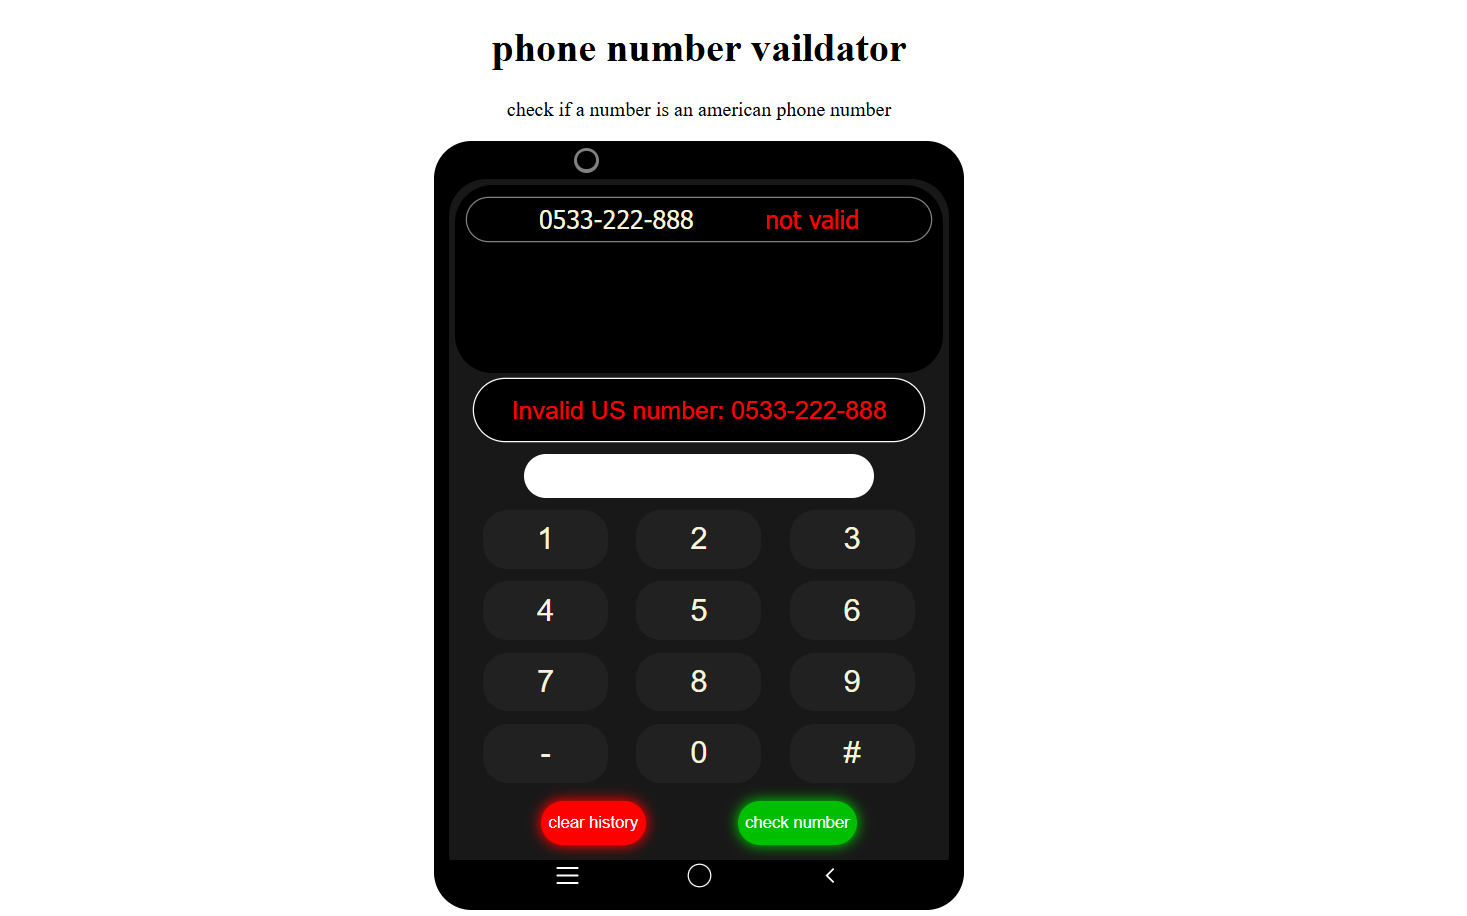 phone number vaildator
check if a number is an american phone number
0533-222-888 not valid
Invalid US number: 0533-222-888
1 2 3
4 5 6
7 8 9
- 0 #
clear history check number